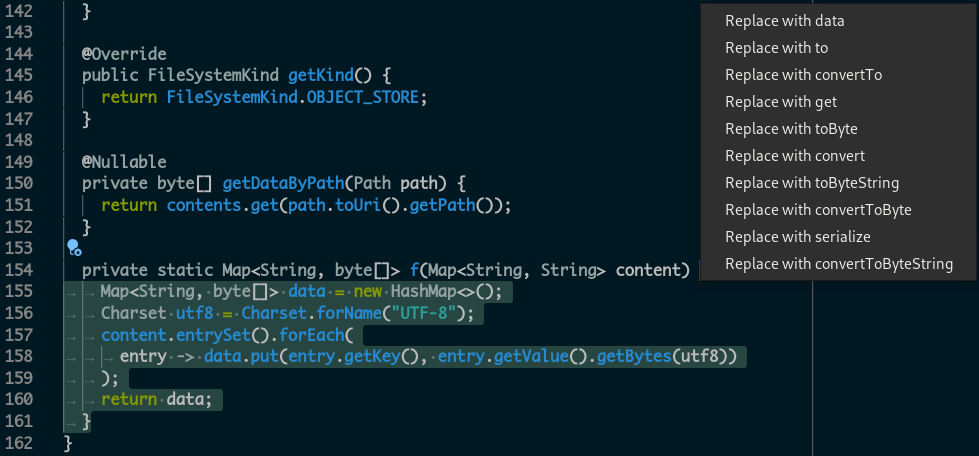 142 }
143
144 @Override
145 public FileSystemKind getKind() {
146 return FileSystemKind.OBJECT_STORE;
147 }
148
149 @Nullable
150 private byte[] getDataByPath(Path path) {
151 return contents.get(path.toUri().getPath());
152 }
153
154 private static Map<String, byte[]> f(Map<String, String> content)
155 Map<String, byte[]> data = new HashMap<>();
156 Charset utf8 = Charset.forName("UTF-8");
157 content.entrySet().forEach(
158 entry -> data.put(entry.getKey(), entry.getValue().getBytes(utf8))
159 );
160 return data;
161 }
162 }
Replace with data
Replace with to
Replace with convertTo
Replace with get
Replace with toByte
Replace with convert
Replace with toByteString
Replace with convertToByte
Replace with serialize
Replace with convertToByteString